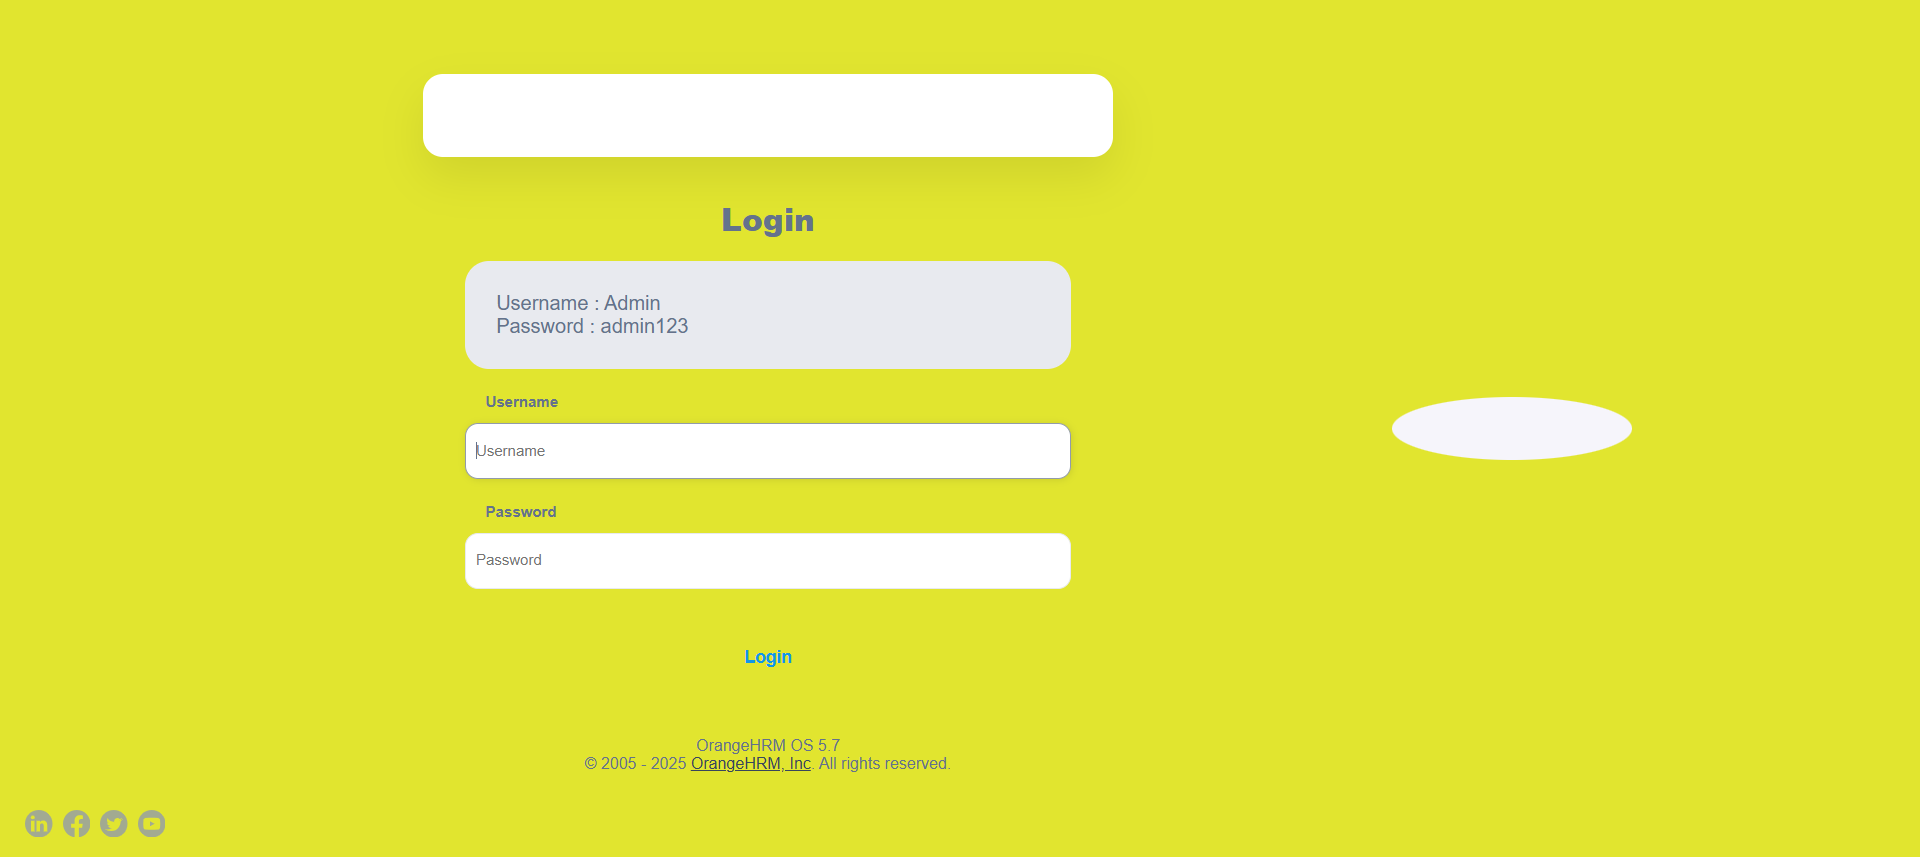 Login
Username : Admin
Password : admin123
Username
Username
Password
Password
Login
OrangeHRM OS 5.7
© 2005 - 2025 OrangeHRM, Inc. All rights reserved.